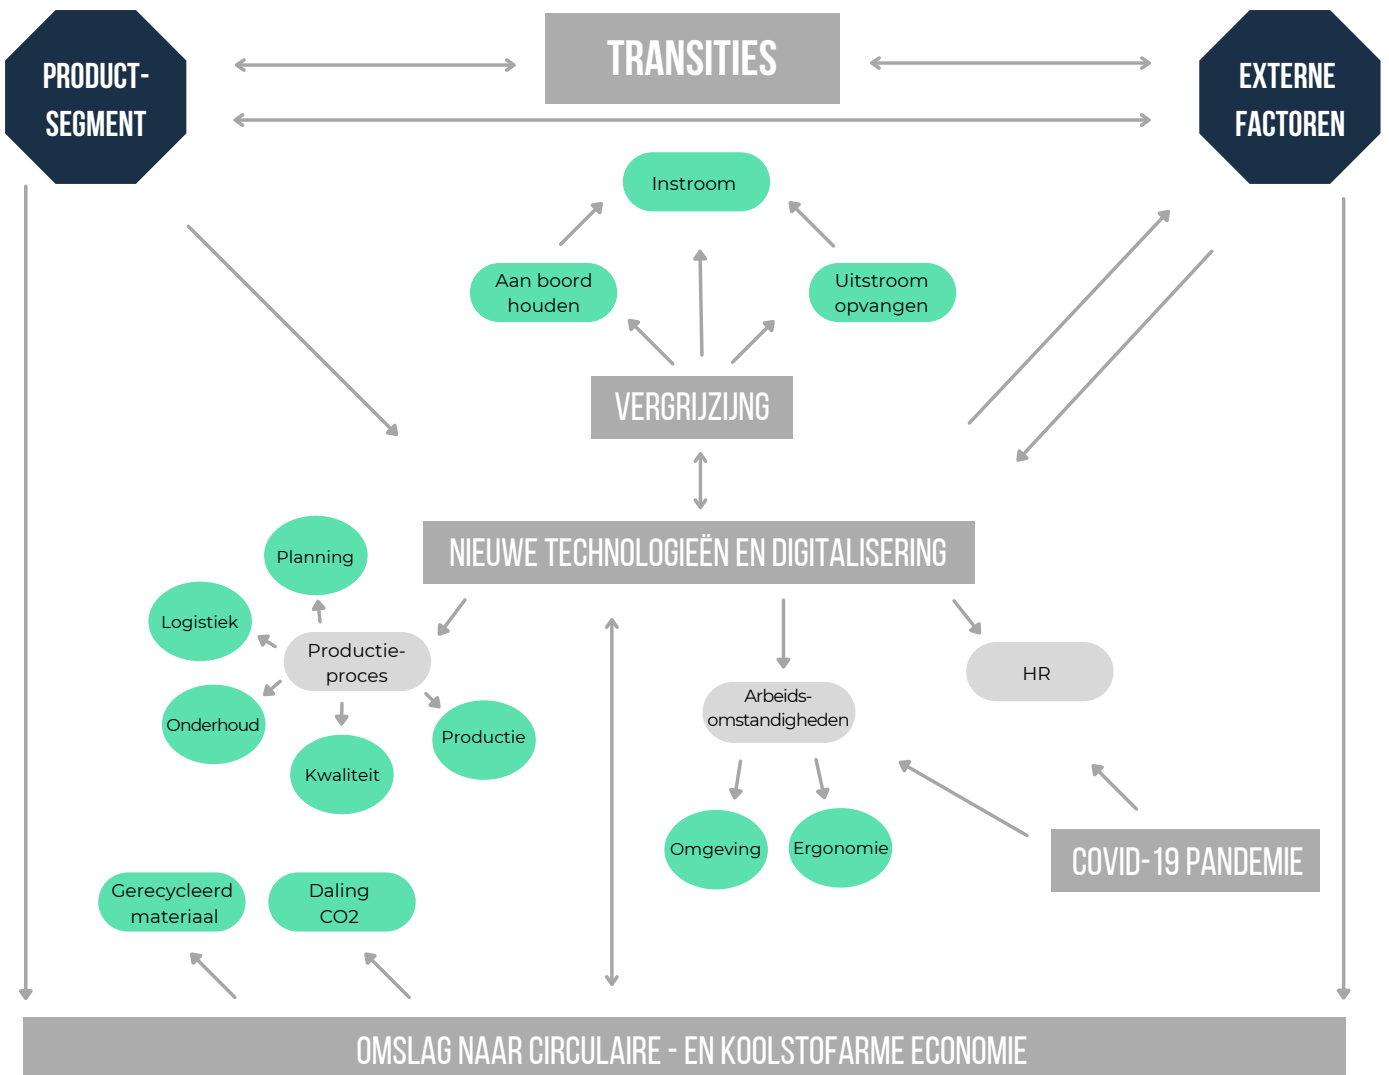 TRANSITIES
PRODUCT-
SEGMENT
EXTERNE
FACTOREN
Instroom
Aan boord
houden
Uitstroom
opvangen
VERGRIJZIJNG
NIEUWE TECHNOLOGIEËN EN DIGITALISERING
Planning
Logistiek
Productie-
proces
Onderhoud
Kwaliteit
Productie
Arbeids-
omstandigheden
HR
Omgeving
Ergonomie
COVID-19 PANDEMIE
Gerecycleerd
materiaal
Daling
CO2
OMSLAG NAAR CIRCULAIRE - EN KOOLSTOFARME ECONOMIE